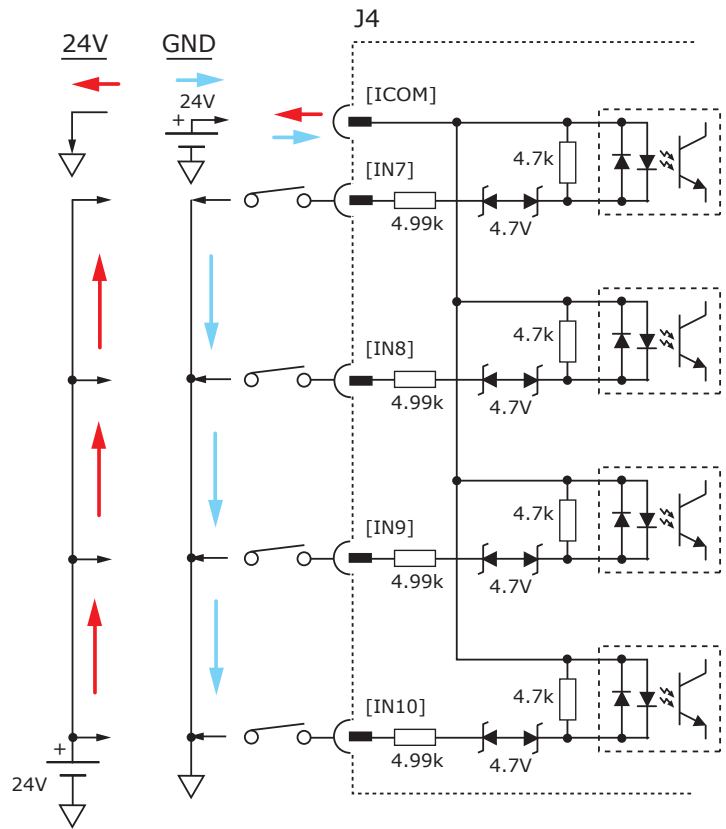 J4
24V
GND
+
24V
[ICOM]
4.7k
[IN7]
4.99k
4.7V
4.7k
[IN8]
4.99k
4.7V
4.7k
[IN9]
4.99k
4.7V
4.7k
[IN10]
4.99k
4.7V
+
24V